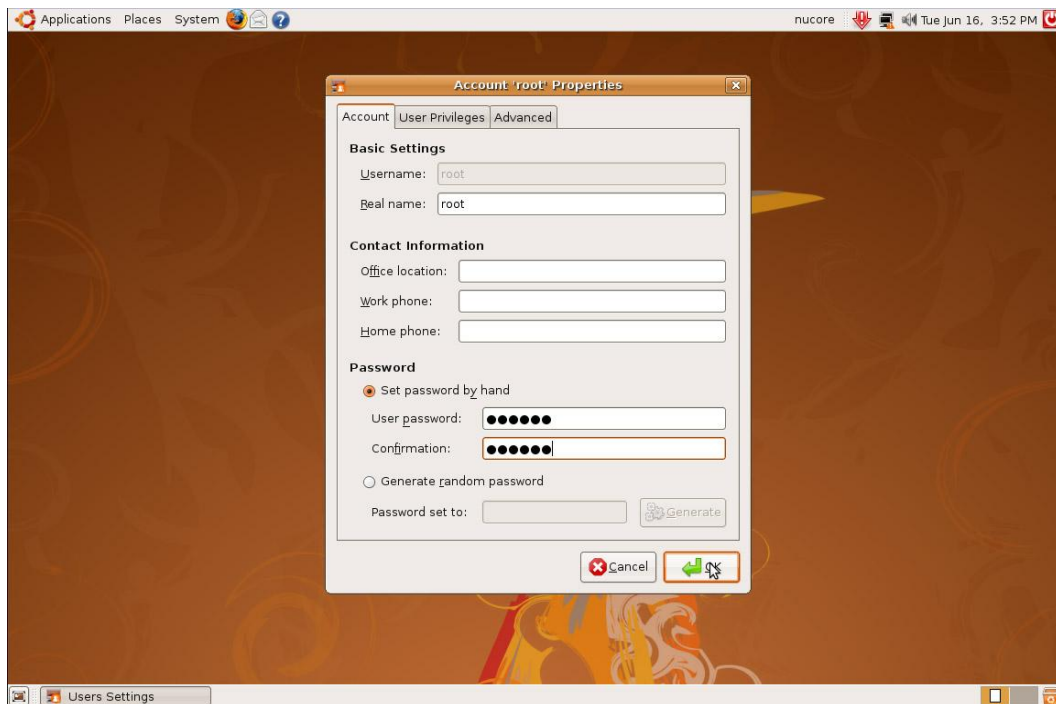 Applications Places System nucore Tue Jun 16, 3:52 PM
Account 'root' Properties
Account User Privileges Advanced
Basic Settings
Username: root
Real name: root
Contact Information
Office location:
Work phone:
Home phone:
Password
Set password by hand
User password: ●●●●●●
Confirmation: ●●●●●●
Generate random password
Password set to: Generate
Cancel OK
Users Settings